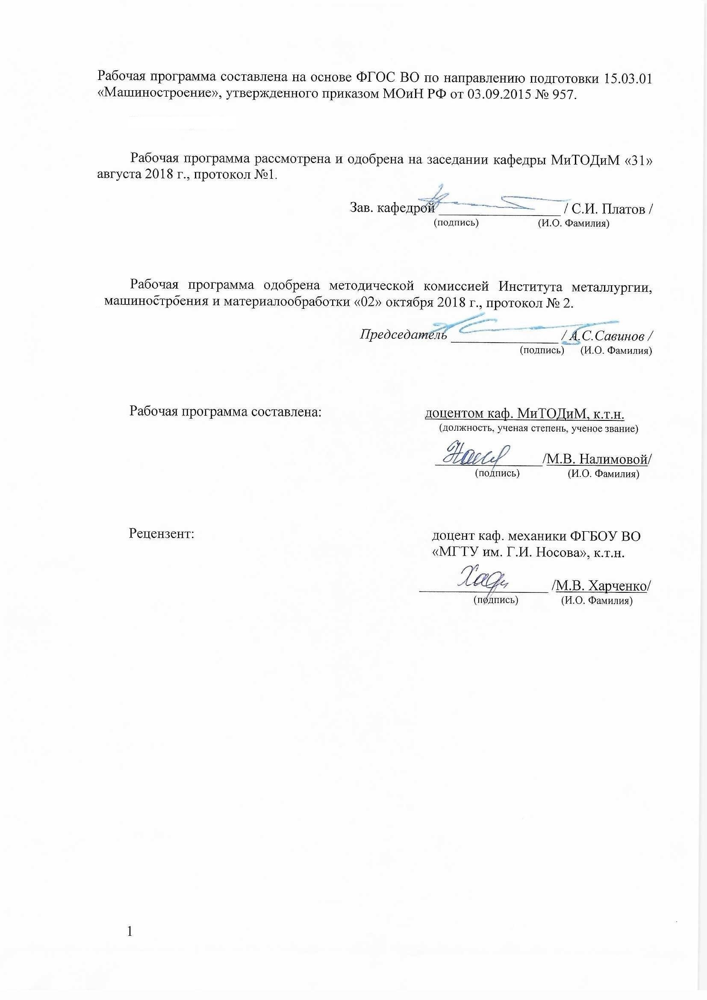 Рабочая программа составлена на основе ФГОС ВО по направлению подготовки 15.03.01
«Машиностроение», утвержденного приказом МОиН РФ от 03.09.2015 № 957.
Рабочая программа рассмотрена и одобрена на заседании кафедры МиТОДиМ «31»
августа 2018 г., протокол №1.
Зав. кафедрой ________________ / С.И. Платов /
(подпись) (И.О. Фамилия)
Рабочая программа одобрена методической комиссией Института металлургии,
машиностроения и материалообработки «02» октября 2018 г., протокол № 2.
Председатель ______________ / А.С.Савинов /
(подпись) (И.О. Фамилия)
Рабочая программа составлена: доцентом каф. МиТОДиМ, к.т.н.
(должность, ученая степень, ученое звание)
______________/М.В. Налимовой/
(подпись) (И.О. Фамилия)
Рецензент: доцент каф. механики ФГБОУ ВО
«МГТУ им. Г.И. Носова», к.т.н.
_________________ /М.В. Харченко/
(подпись) (И.О. Фамилия)
1